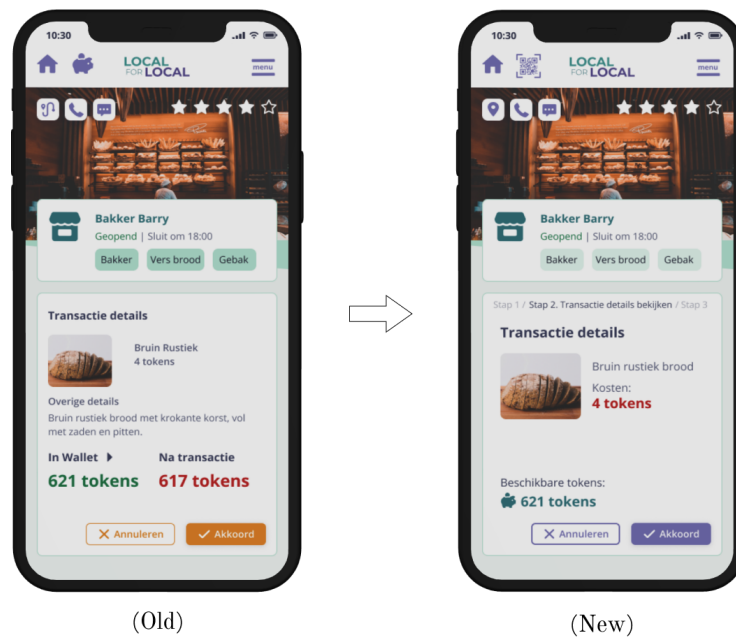 10:30
LOCAL
FOR LOCAL
menu
Bakker Barry
Geopend | Sluit om 18:00
Bakker Vers brood Gebak
Transactie details
Bruin Rustiek
4 tokens
Overige details
Bruin rustiek brood met krokante korst, vol
met zaden en pitten.
In Wallet Na transactie
621 tokens 617 tokens
Annuleren Akkoord
(Old)
10:30
LOCAL
FOR LOCAL
menu
Bakker Barry
Geopend | Sluit om 18:00
Bakker Vers brood Gebak
Stap 1 / Stap 2. Transactie details bekijken / Stap 3
Transactie details
Bruin rustiek brood
Kosten:
4 tokens
Beschikbare tokens:
621 tokens
Annuleren Akkoord
(New)